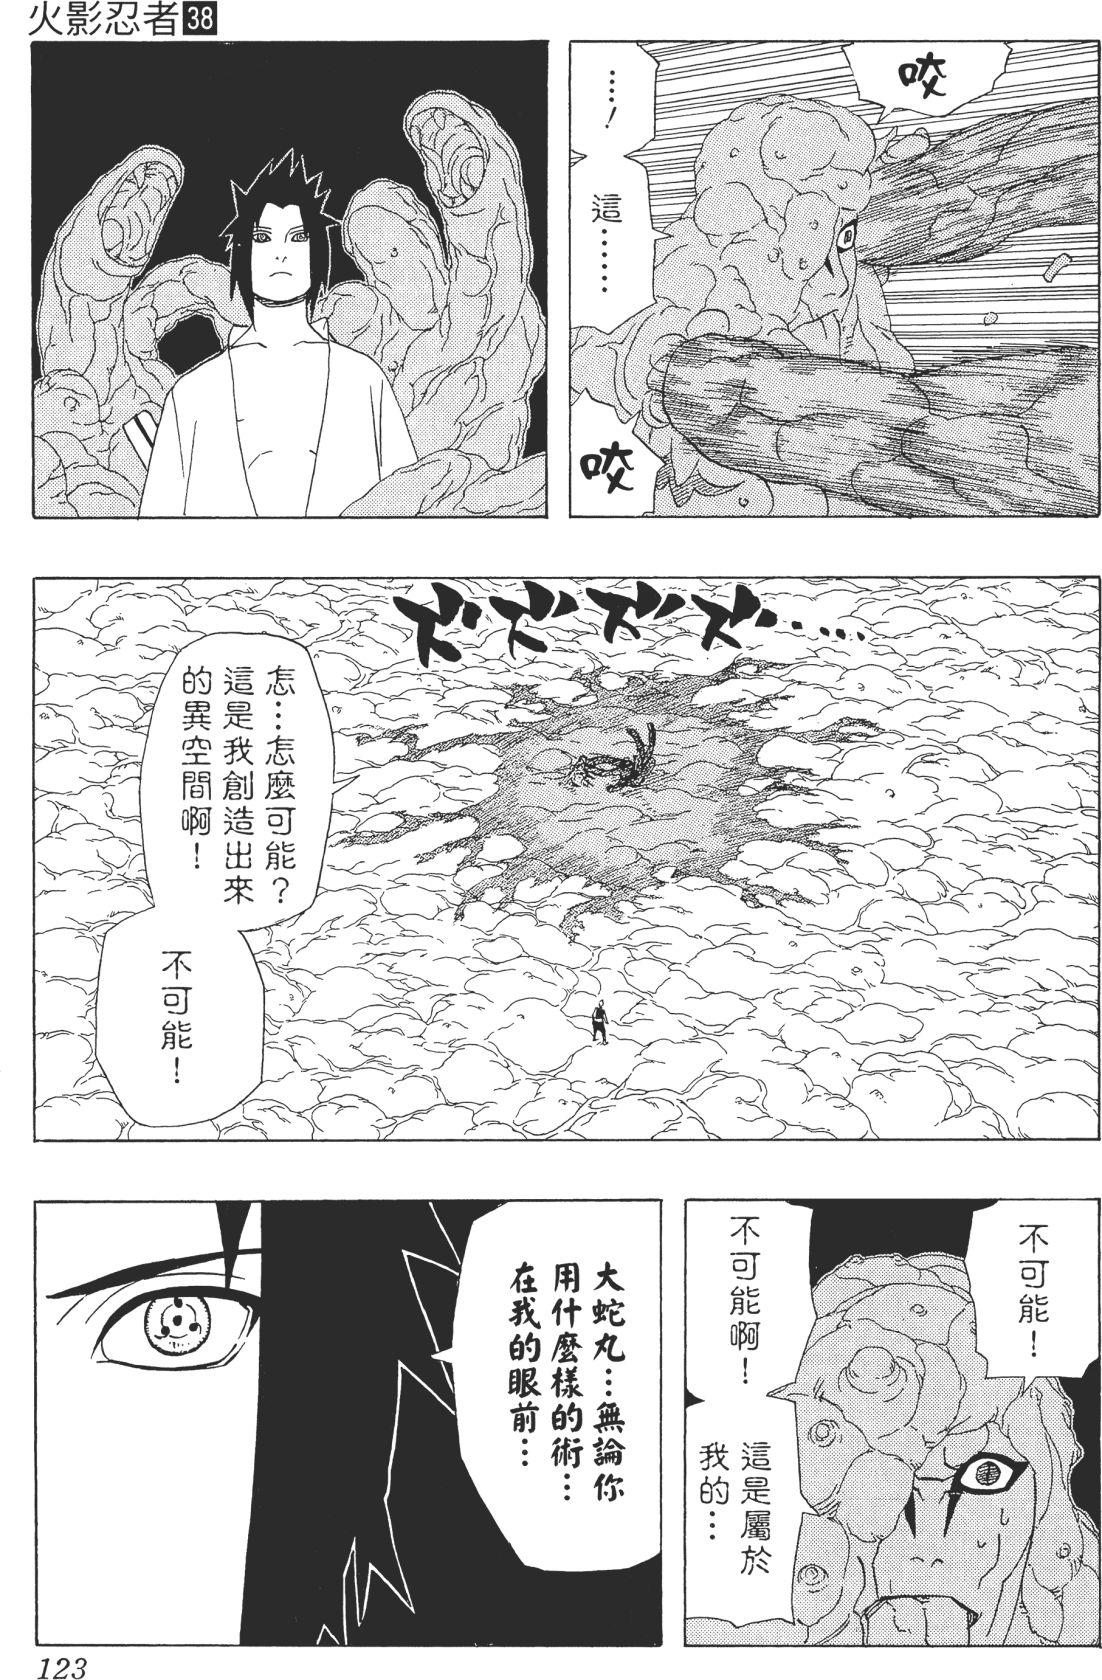 火影忍者38
咬
…！
這……
咬
ズズズズ……
怎…怎麼可能？
這是我創造出來
的異空間啊！
不可能！
不可能！
不可能啊！
這是屬於
我的…
大蛇丸…無論你
用什麼樣的術…
在我的眼前…
123